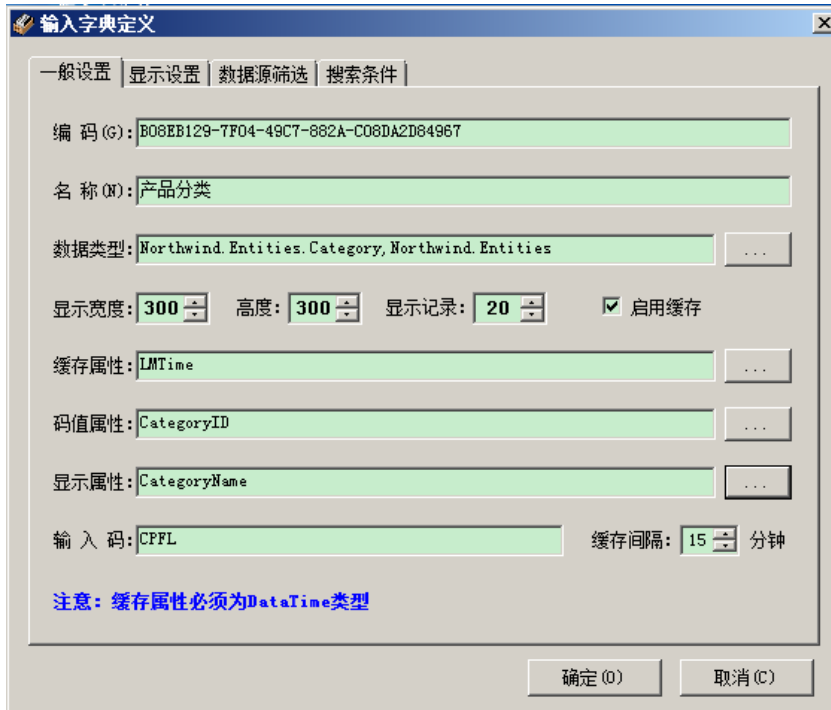 输入字典定义
一般设置 显示设置 数据源筛选 搜索条件
编 码(G): B08EB129-7F04-49C7-882A-C08DA2D84967
名 称(N): 产品分类
数据类型: Northwind.Entities.Category,Northwind.Entities ...
显示宽度: 300 高度: 300 显示记录: 20 启用缓存
缓存属性: LMTime ...
码值属性: CategoryID ...
显示属性: CategoryName ...
输 入 码: CPFL 缓存间隔: 15 分钟
注意: 缓存属性必须为DataTime类型
确定(O) 取消(C)